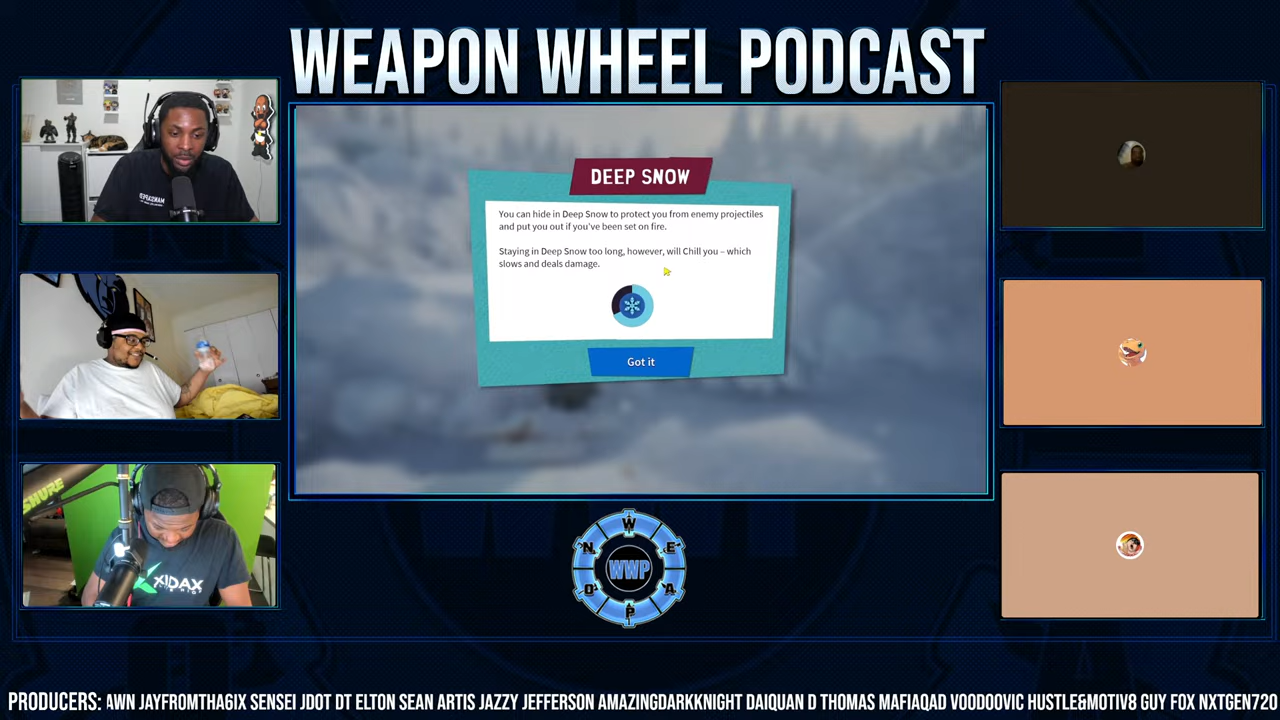 WEAPON WHEEL PODCAST
DEEP SNOW
You can hide in Deep Snow to protect you from enemy projectiles
and put you out if you've been set on fire.
Staying in Deep Snow too long, however, will Chill you – which
slows and deals damage.
Got it
SHURE
XIDAX
W
E
A
P
O
N
WWP
PRODUCERS: AWN JAYFROMTHA6IX SENSEI JDOT DT ELTON SEAN ARTIS JAZZY JEFFERSON AMAZINGDARKKNIGHT DAIQUAN D THOMAS MAFIAQAD VOODOOVIC HUSTLE&MOTIV8 GUY FOX NXTGEN720